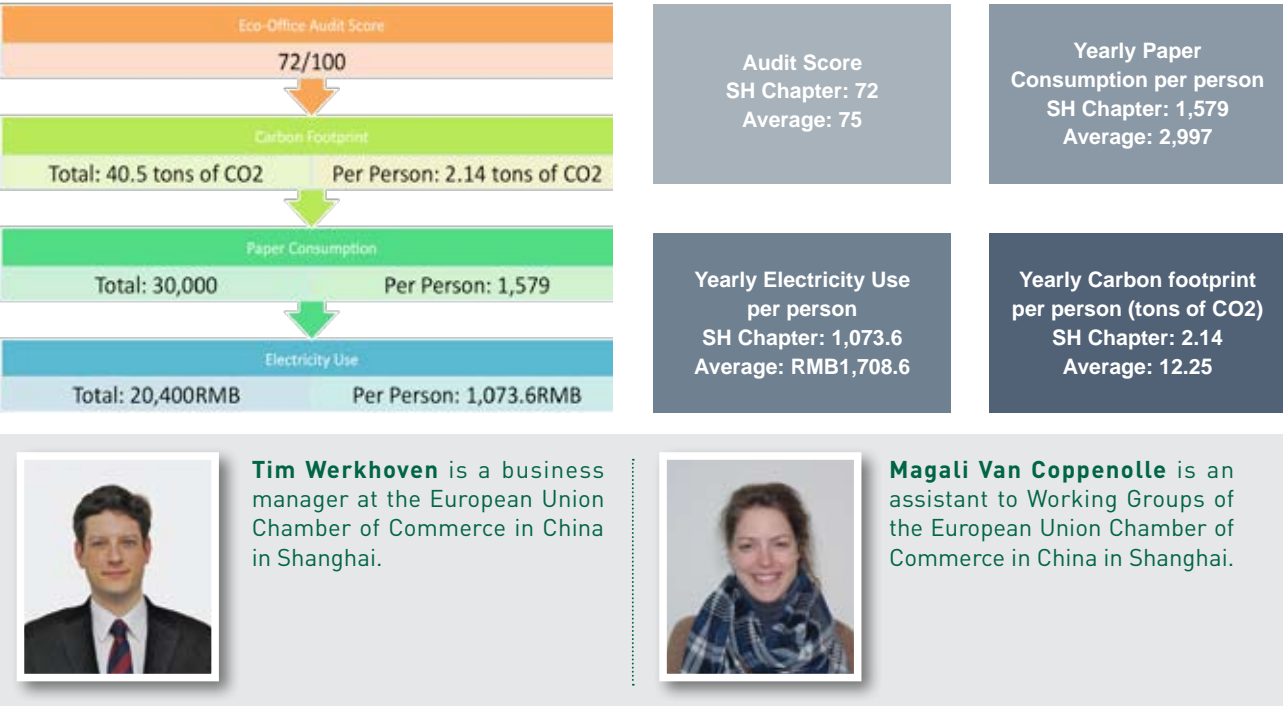 Eco-Office Audit Score
72/100
Carbon Footprint
Total: 40.5 tons of CO2 Per Person: 2.14 tons of CO2
Paper Consumption
Total: 30,000 Per Person: 1,579
Electricity Use
Total: 20,400RMB Per Person: 1,073.6RMB
Audit Score
SH Chapter: 72
Average: 75
Yearly Paper
Consumption per person
SH Chapter: 1,579
Average: 2,997
Yearly Electricity Use
per person
SH Chapter: 1,073.6
Average: RMB1,708.6
Yearly Carbon footprint
per person (tons of CO2)
SH Chapter: 2.14
Average: 12.25
Tim Werkhoven is a business
manager at the European Union
Chamber of Commerce in China
in Shanghai.
Magali Van Coppenolle is an
assistant to Working Groups of
the European Union Chamber of
Commerce in China in Shanghai.